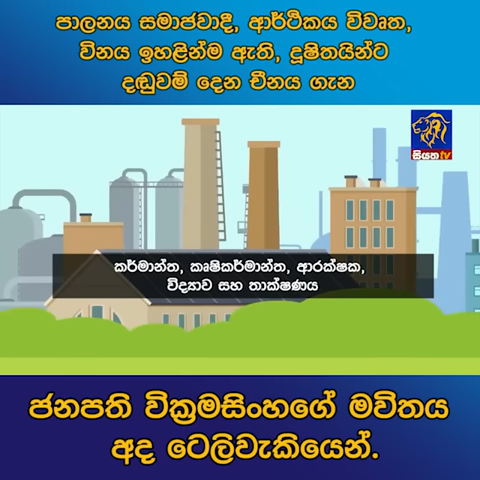 පාලනය සමාජවාදී, ආර්ථිකය විවෘත,
විනය ඉහළින්ම ඇති, දූෂිතයින්ට
දඬුවම් දෙන චීනය ගැන
සියත tv
කර්මාන්ත, කෘෂිකර්මාන්ත, ආරක්ෂක,
විද්‍යාව සහ තාක්ෂණය
ජනපති වික්‍රමසිංහගේ මවිතය
අද ටෙලිවැකියෙන්.